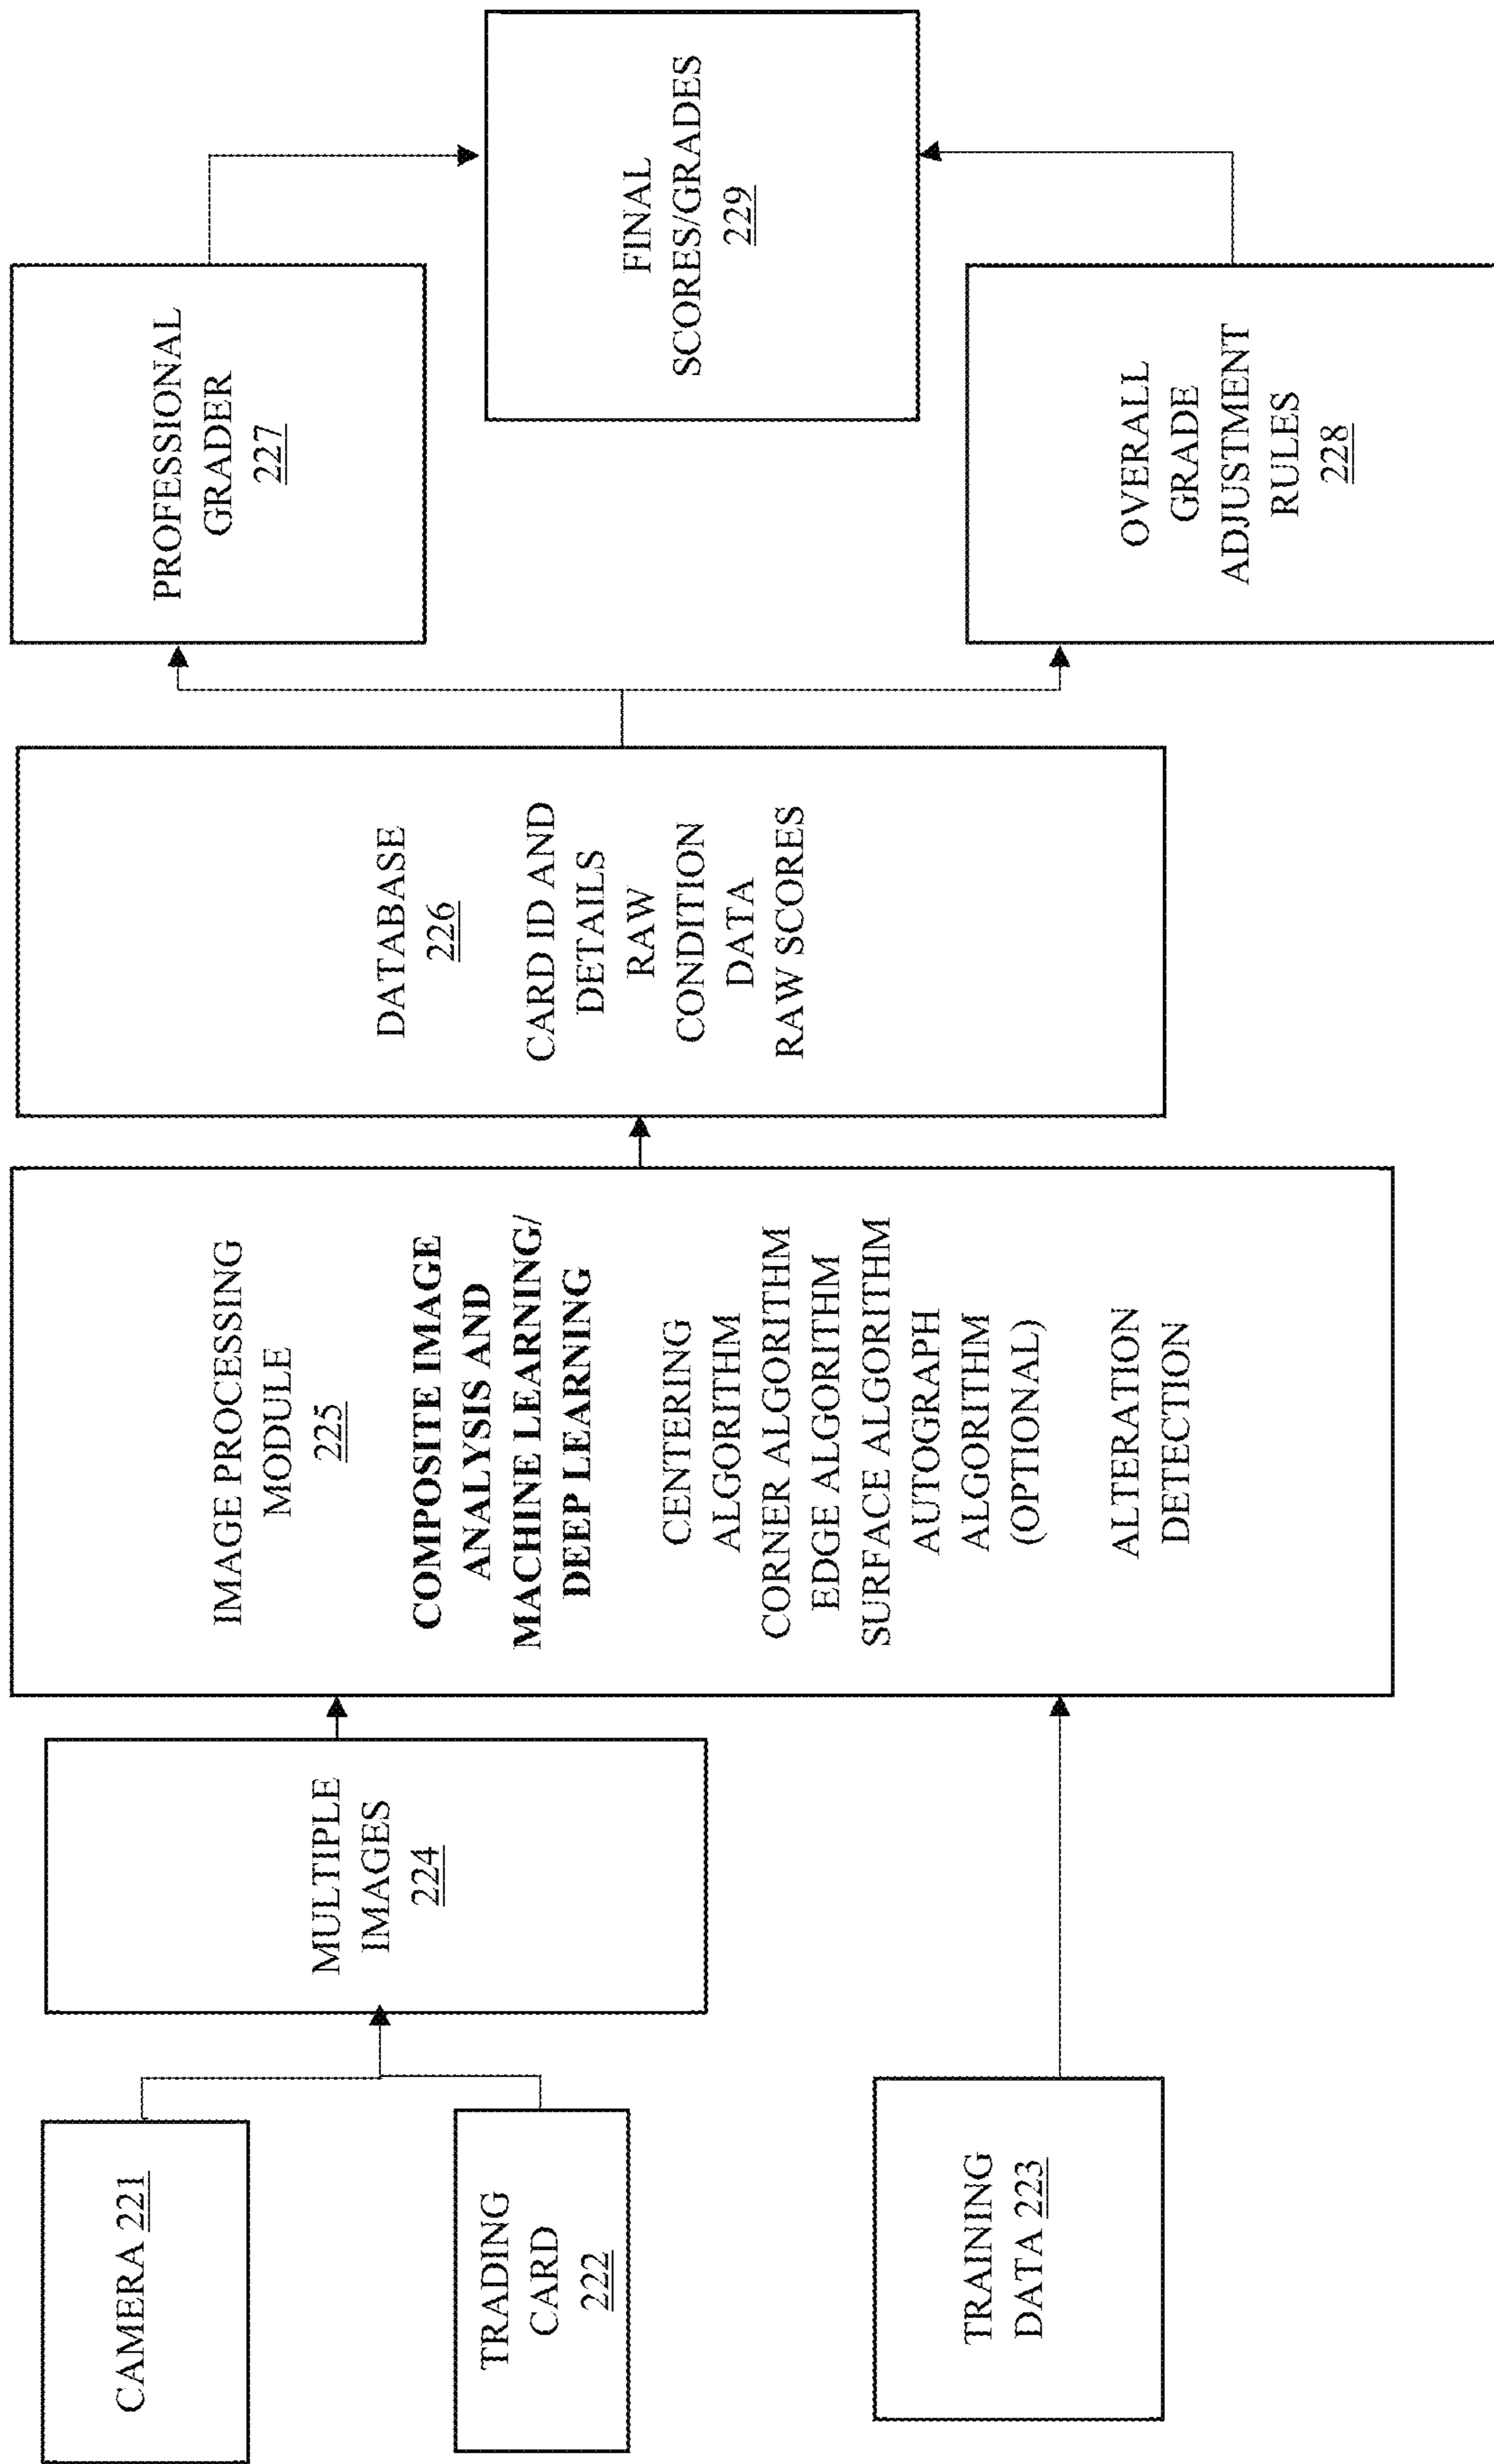 CAMERA 221
TRADING
CARD
222
TRAINING
DATA 223
MULTIPLE
IMAGES
224
IMAGE PROCESSING
MODULE
225
COMPOSITE IMAGE
ANALYSIS AND
MACHINE LEARNING/
DEEP LEARNING
CENTERING
ALGORITHM
CORNER ALGORITHM
EDGE ALGORITHM
SURFACE ALGORITHM
AUTOGRAPH
ALGORITHM
(OPTIONAL)
ALTERATION
DETECTION
DATABASE
226
CARD ID AND
DETAILS
RAW
CONDITION
DATA
RAW SCORES
PROFESSIONAL
GRADER
227
OVERALL
GRADE
ADJUSTMENT
RULES
228
FINAL
SCORES/GRADES
229